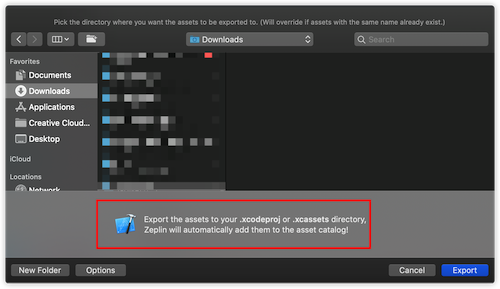 Pick the directory where you want the assets to be exported to. (Will override if assets with the same name already exist.)
Downloads
Search
Favorites
Documents
Downloads
Applications
Creative Cloud...
Desktop
iCloud
Locations
Network
Export the assets to your .xcodeproj or .xcassets directory,
Zeplin will automatically add them to the asset catalog!
New Folder
Options
Cancel
Export